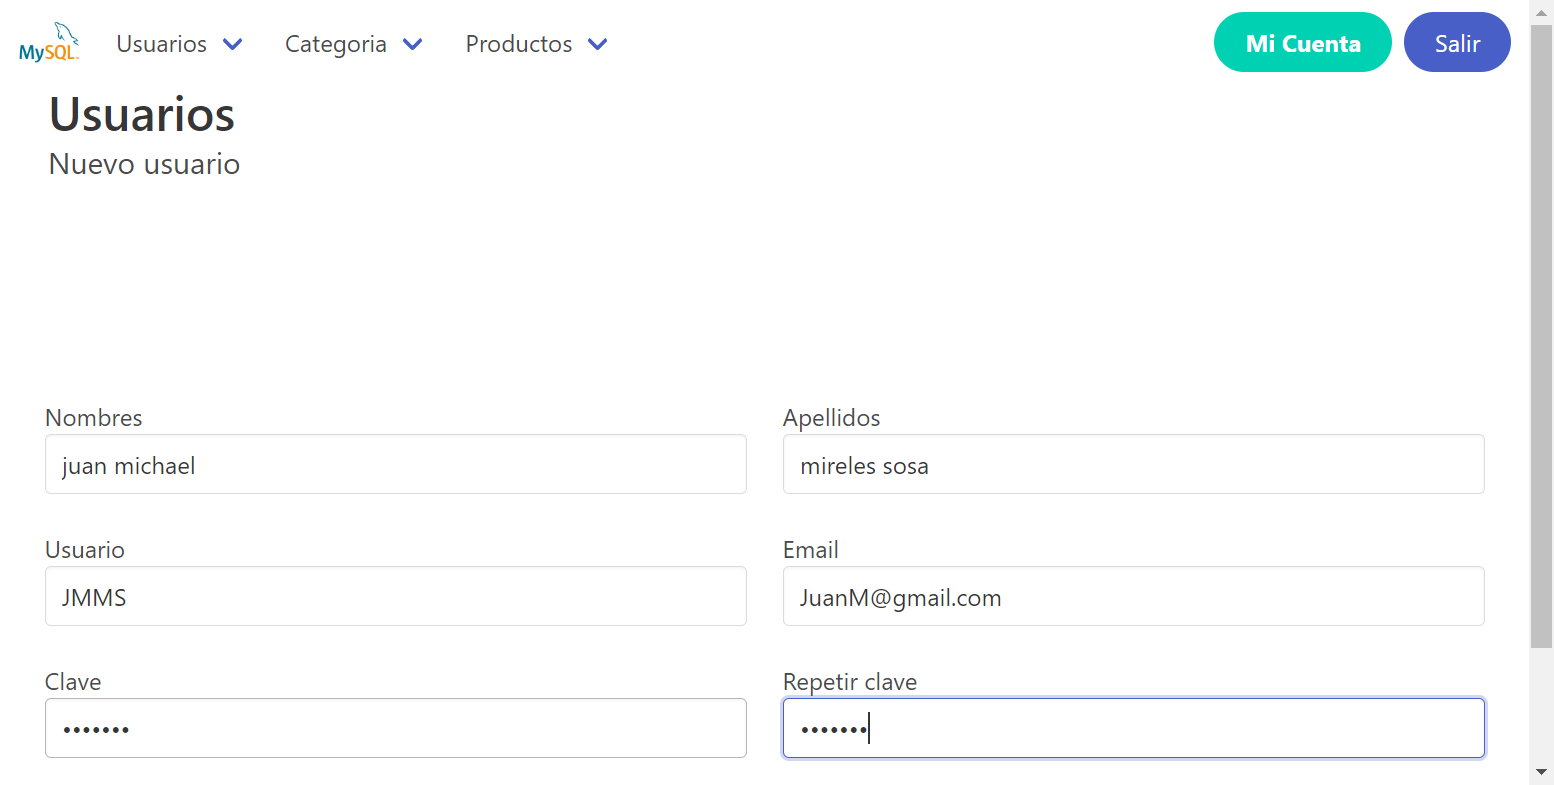 MySQL Usuarios Categoria Productos Mi Cuenta Salir
Usuarios
Nuevo usuario
Nombres Apellidos
juan michael mireles sosa
Usuario Email
JMMS JuanM@gmail.com
Clave Repetir clave
••••••• •••••••